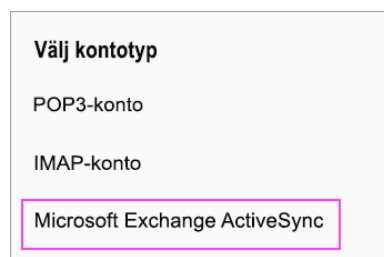 Välj kontotyp
POP3-konto
IMAP-konto
Microsoft Exchange ActiveSync